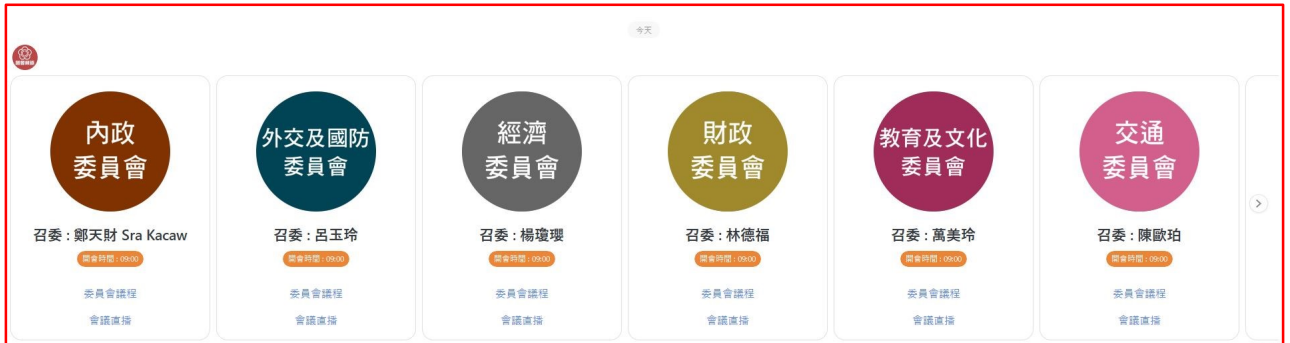 今天
內政
委員會
召委 : 鄭天財 Sra Kacaw
開會時間 : 09:00
委員會議程
會議直播
外交及國防
委員會
召委 : 呂玉玲
開會時間 : 09:00
委員會議程
會議直播
經濟
委員會
召委 : 楊瓊瓔
開會時間 : 09:00
委員會議程
會議直播
財政
委員會
召委 : 林德福
開會時間 : 09:00
委員會議程
會議直播
教育及文化
委員會
召委 : 萬美玲
開會時間 : 09:00
委員會議程
會議直播
交通
委員會
召委 : 陳歐珀
開會時間 : 09:00
委員會議程
會議直播